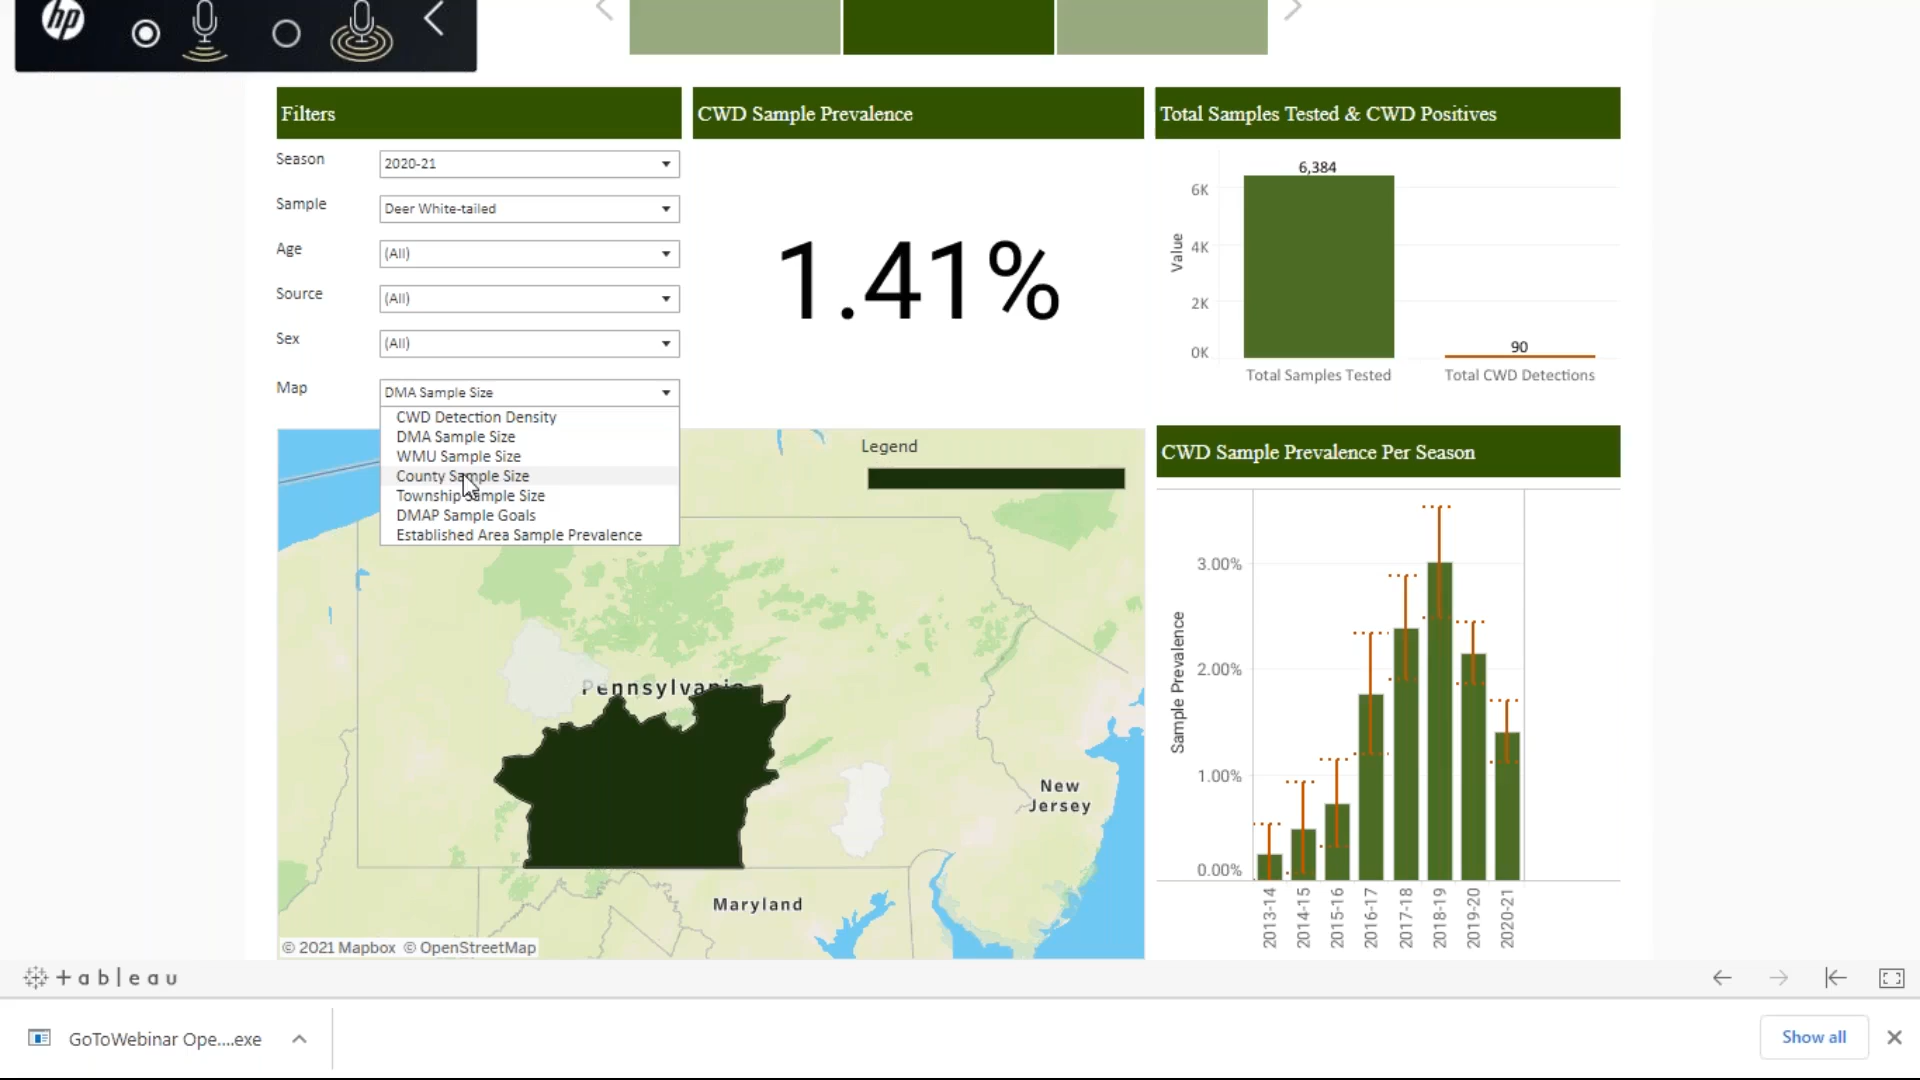 hp
Filters
CWD Sample Prevalence
Total Samples Tested & CWD Positives
Season
2020-21
Sample
Deer White-tailed
Age
(All)
Source
(All)
Sex
(All)
Map
DMA Sample Size
CWD Detection Density
DMA Sample Size
WMU Sample Size
County Sample Size
Township Sample Size
DMAP Sample Goals
Established Area Sample Prevalence
1.41%
6,384
6K
4K
2K
0K
Value
90
Total Samples Tested
Total CWD Detections
Legend
Pennsylvania
New
Jersey
Maryland
© 2021 Mapbox © OpenStreetMap
CWD Sample Prevalence Per Season
Sample Prevalence
3.00%
2.00%
1.00%
0.00%
2013-14
2014-15
2015-16
2016-17
2017-18
2018-19
2019-20
2020-21
+ a b l e a u
GoToWebinar Ope....exe
Show all